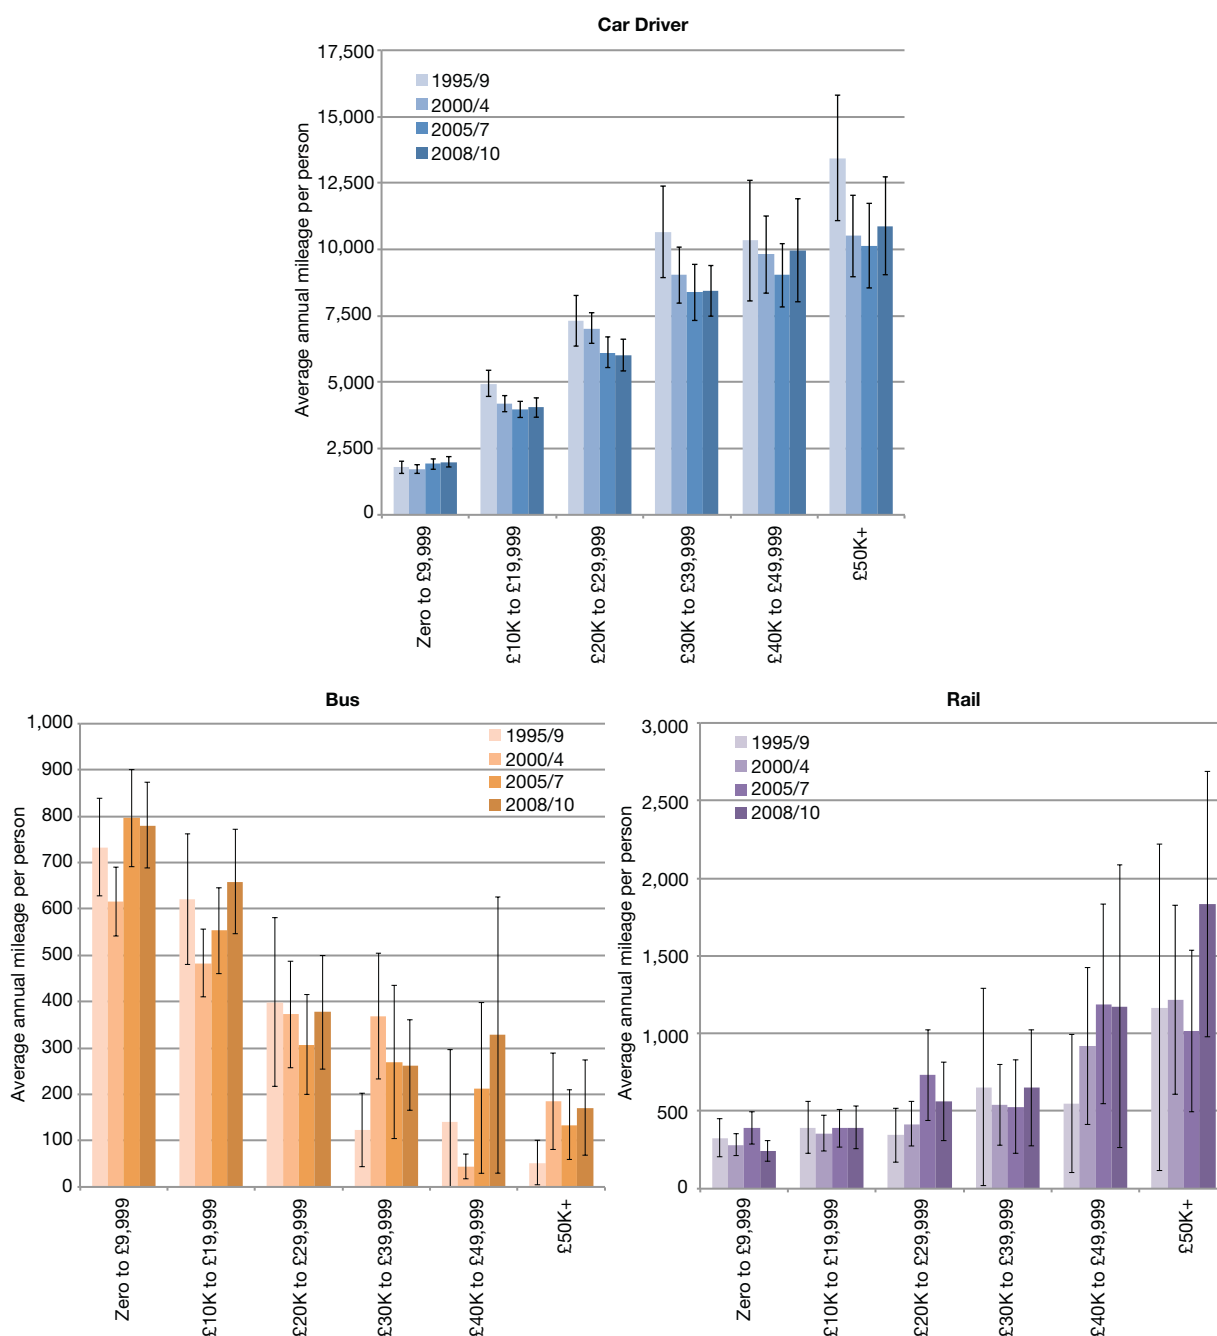 Car Driver
Average annual mileage per person
17,500
15,000
12,500
10,000
7,500
5,000
2,500
0
1995/9
2000/4
2005/7
2008/10
Zero to £9,999
£10K to £19,999
£20K to £29,999
£30K to £39,999
£40K to £49,999
£50K+
Bus
Average annual mileage per person
1,000
900
800
700
600
500
400
300
200
100
0
1995/9
2000/4
2005/7
2008/10
Zero to £9,999
£10K to £19,999
£20K to £29,999
£30K to £39,999
£40K to £49,999
£50K+
Rail
Average annual mileage per person
3,000
2,500
2,000
1,500
1,000
500
0
1995/9
2000/4
2005/7
2008/10
Zero to £9,999
£10K to £19,999
£20K to £29,999
£30K to £39,999
£40K to £49,999
£50K+